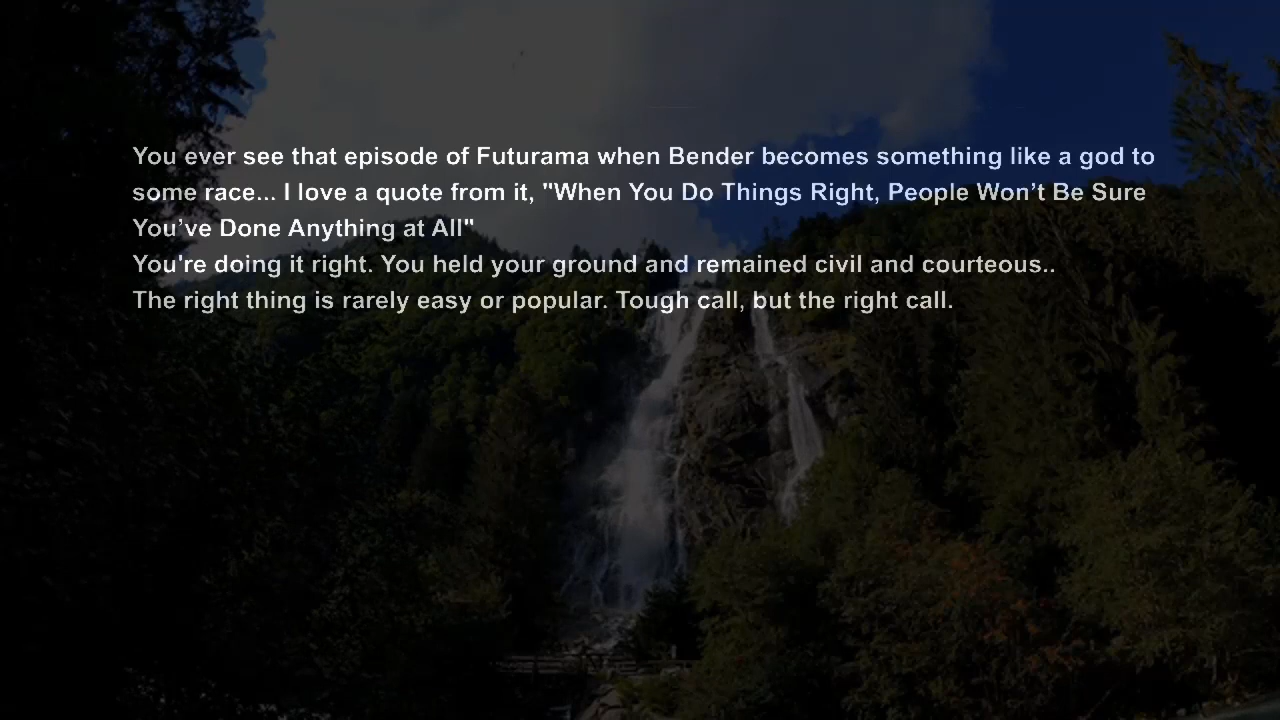 You ever see that episode of Futurama when Bender becomes something like a god to
some race... I love a quote from it, "When You Do Things Right, People Won’t Be Sure
You’ve Done Anything at All"
You're doing it right. You held your ground and remained civil and courteous..
The right thing is rarely easy or popular. Tough call, but the right call.